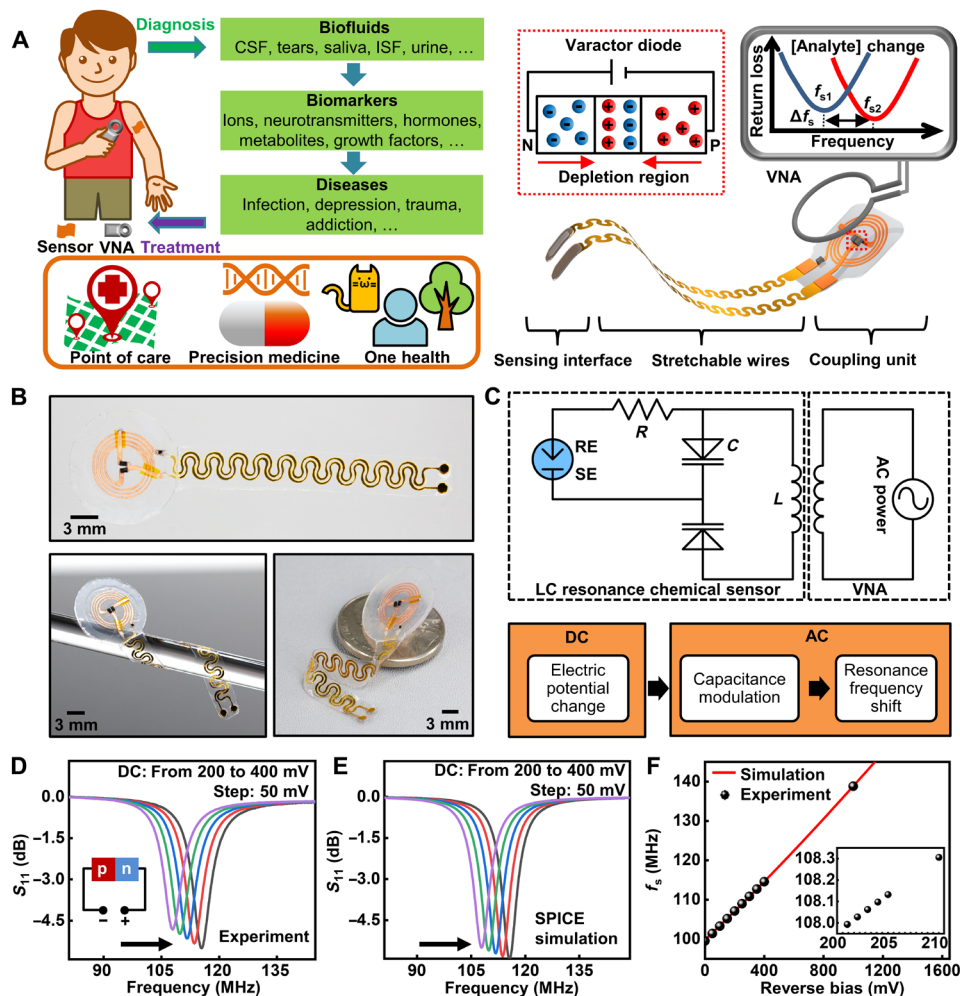 A
Diagnosis
Biofluids
CSF, tears, saliva, ISF, urine, …
Biomarkers
Ions, neurotransmitters, hormones,
metabolites, growth factors, …
Diseases
Infection, depression, trauma,
addiction, …
Sensor VNA Treatment
Point of care
Precision medicine
One health
Varactor diode
N
P
Depletion region
[Analyte] change
Return loss
fs1
fs2
Δfs
Frequency
VNA
Sensing interface
Stretchable wires
Coupling unit
B
3 mm
3 mm
3 mm
C
R
C
RE
SE
L
AC power
LC resonance chemical sensor
VNA
DC
AC
Electric
potential
change
Capacitance
modulation
Resonance
frequency
shift
D
DC: From 200 to 400 mV
Step: 50 mV
0.0
−1.5
−3.0
−4.5
S11 (dB)
p n
− +
Experiment
90 105 120 135
Frequency (MHz)
E
DC: From 200 to 400 mV
Step: 50 mV
0.0
−1.5
−3.0
−4.5
S11 (dB)
SPICE
simulation
90 105 120 135
Frequency (MHz)
F
Simulation
Experiment
140
130
120
110
100
fs (MHz)
108.3
108.2
108.1
108.0
200 205 210
0 400 800 1200 1600
Reverse bias (mV)